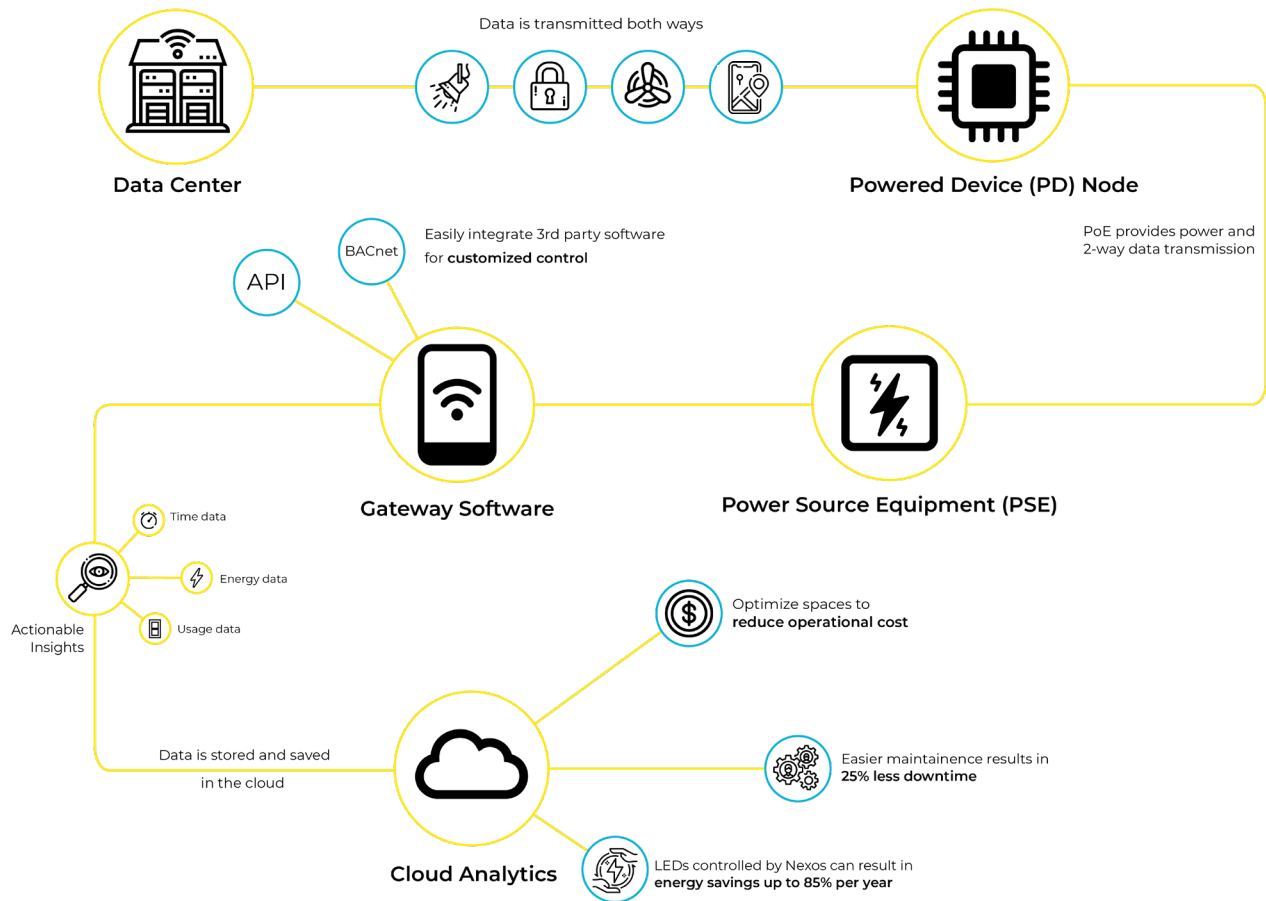 Data is transmitted both ways
Data Center
Powered Device (PD) Node
PoE provides power and
2-way data transmission
API
BACnet
Easily integrate 3rd party software
for customized control
Gateway Software
Power Source Equipment (PSE)
Time data
Energy data
Usage data
Actionable
Insights
Optimize spaces to
reduce operational cost
Data is stored and saved
in the cloud
Easier maintainence results in
25% less downtime
Cloud Analytics
LEDs controlled by Nexos can result in
energy savings up to 85% per year